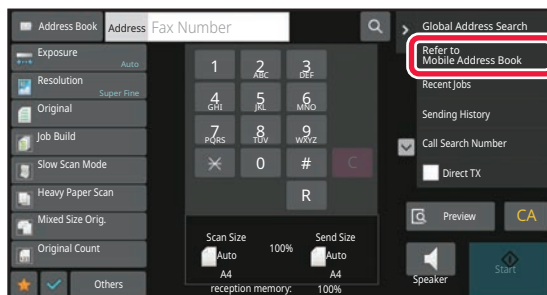 Address Book
Address
Fax Number
Global Address Search
Exposure
Auto
Refer to
Mobile Address Book
Resolution
Super Fine
Recent Jobs
Original
Sending History
Job Build
Call Search Number
Slow Scan Mode
Direct TX
Heavy Paper Scan
Mixed Size Orig.
Preview
CA
Original Count
Others
Speaker
Start
1
2
ABC
3
DEF
4
GHI
5
JKL
6
MNO
7
PQRS
8
TUV
9
WXYZ
0
#
C
R
Scan Size
Send Size
Auto
100%
Auto
A4
A4
reception memory: 100%